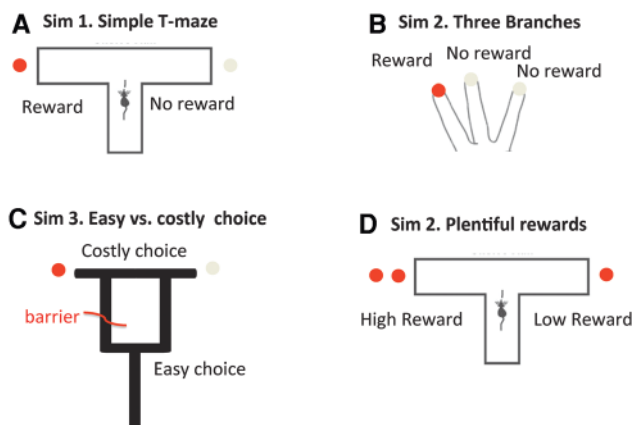 A Sim 1. Simple T-maze
Reward
No reward
B Sim 2. Three Branches
Reward
No reward
No reward
C Sim 3. Easy vs. costly choice
Costly choice
barrier
Easy choice
D Sim 2. Plentiful rewards
High Reward
Low Reward